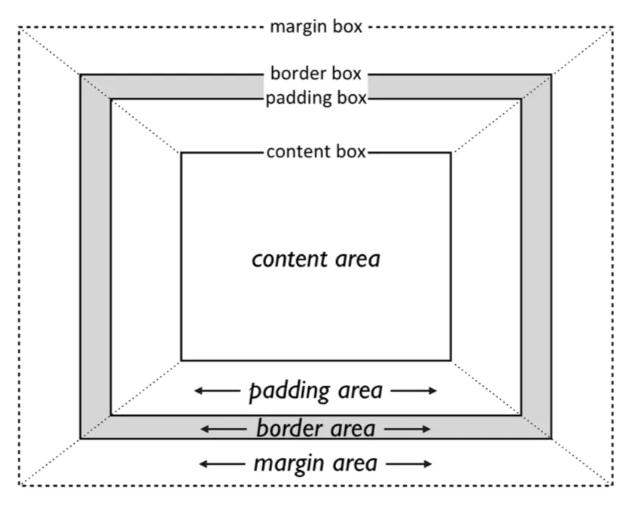 margin box
border box
padding box
content box
content area
padding area
border area
margin area